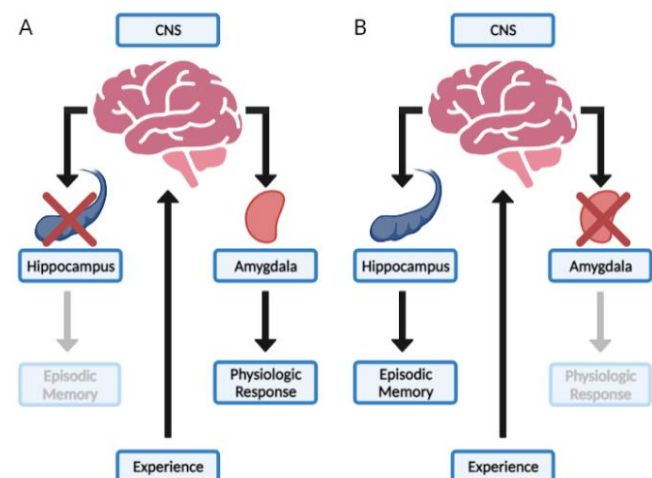 A
CNS
Hippocampus
Amygdala
Episodic
Memory
Physiologic
Response
Experience
B
CNS
Hippocampus
Amygdala
Episodic
Memory
Physiologic
Response
Experience